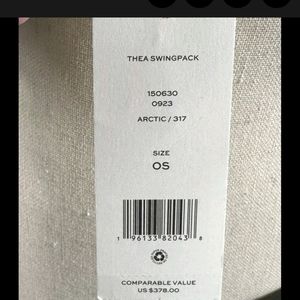 THEA SWINGPACK
150630
0923
ARCTIC / 317
SIZE
OS
1 96133 82043 8
COMPARABLE VALUE
US $378.00